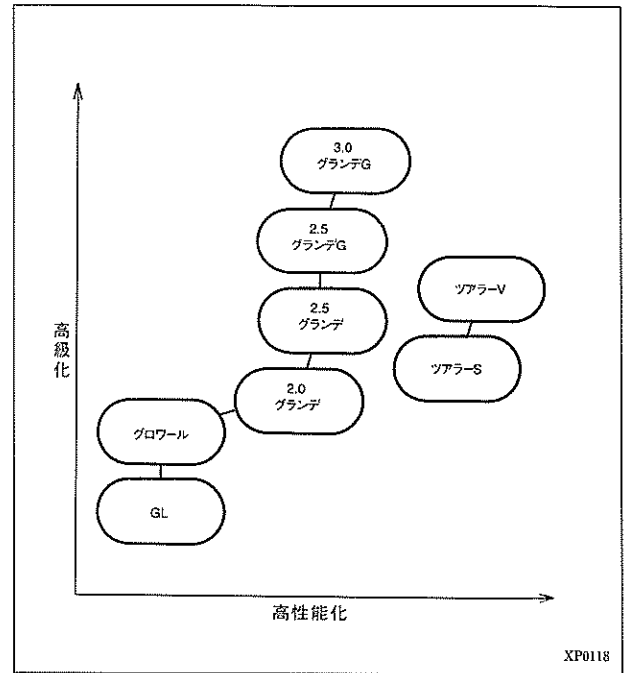 3.0
グランデG
2.5
グランデG
2.5
グランデ
ツアラーV
ツアラーS
2.0
グランデ
グロワール
GL
高級化
高性能化
XP0118